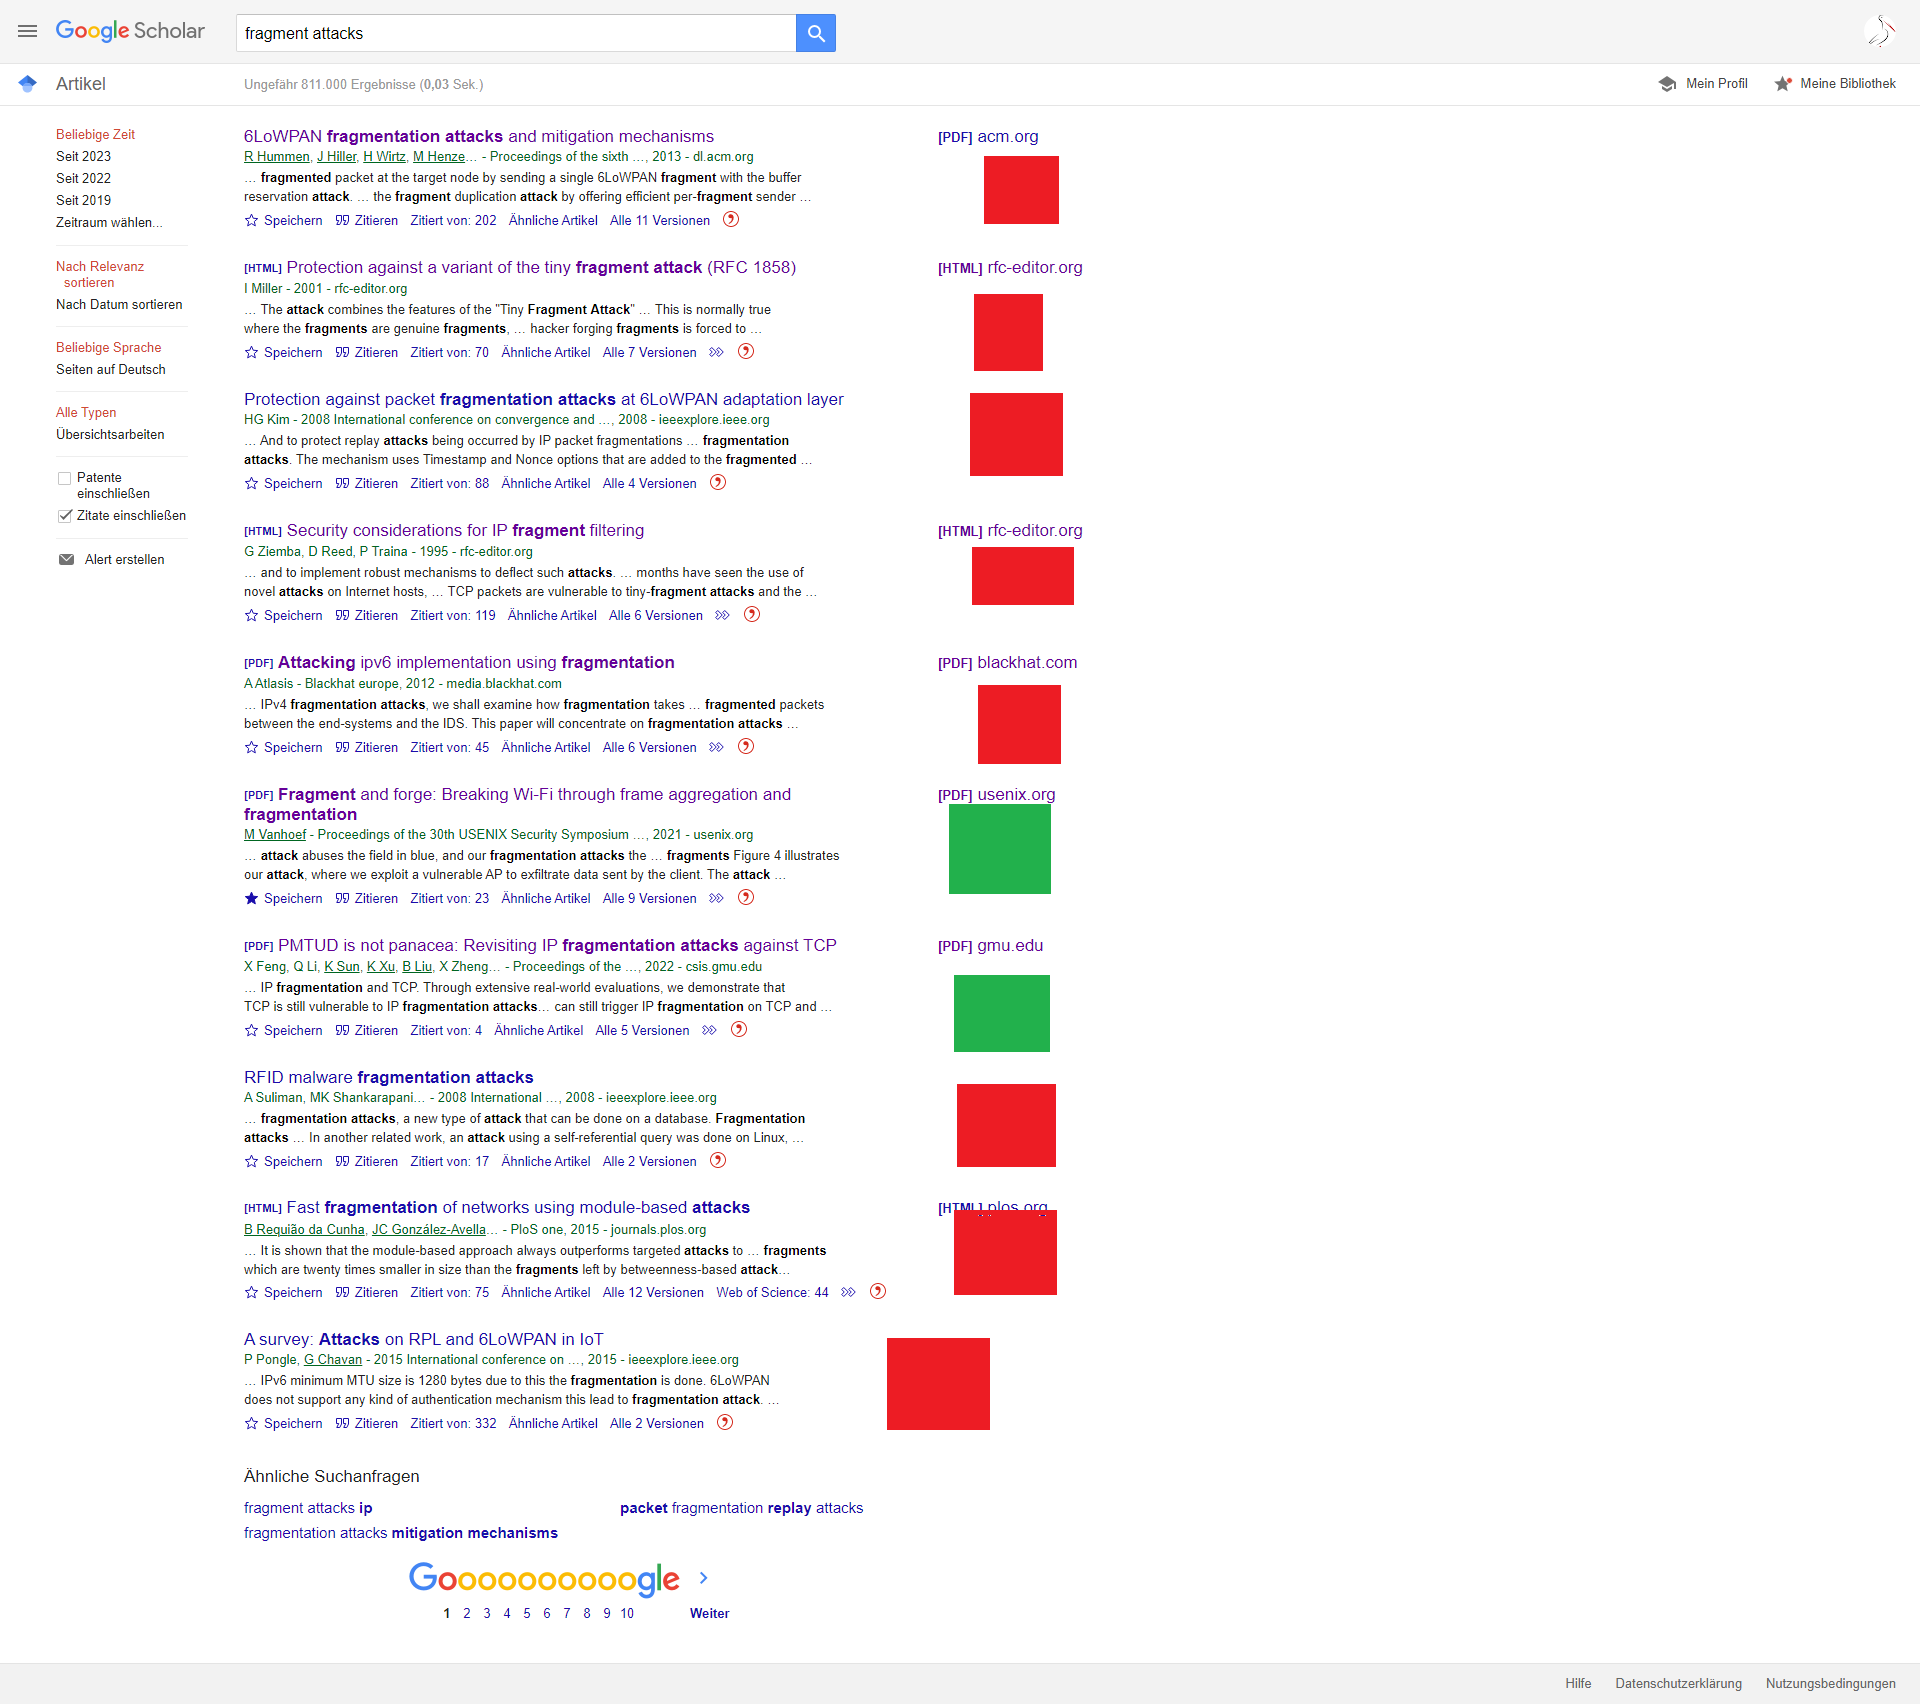 Google Scholar
fragment attacks
Artikel
Ungefähr 811.000 Ergebnisse (0,03 Sek.)
Mein Profil
Meine Bibliothek
Beliebige Zeit
Seit 2023
Seit 2022
Seit 2019
Zeitraum wählen...
Nach Relevanz
sortieren
Nach Datum sortieren
Beliebige Sprache
Seiten auf Deutsch
Alle Typen
Übersichtsarbeiten
Patente
einschließen
Zitate einschließen
Alert erstellen
6LoWPAN fragmentation attacks and mitigation mechanisms
[PDF] acm.org
R Hummen, J Hiller, H Wirtz, M Henze… - Proceedings of the sixth …, 2013 - dl.acm.org
… fragmented packet at the target node by sending a single 6LoWPAN fragment with the buffer
reservation attack. … the fragment duplication attack by offering efficient per-fragment sender …
Speichern Zitieren Zitiert von: 202 Ähnliche Artikel Alle 11 Versionen
[HTML] Protection against a variant of the tiny fragment attack (RFC 1858)
[HTML] rfc-editor.org
I Miller - 2001 - rfc-editor.org
… The attack combines the features of the "Tiny Fragment Attack" … This is normally true
where the fragments are genuine fragments, … hacker forging fragments is forced to …
Speichern Zitieren Zitiert von: 70 Ähnliche Artikel Alle 7 Versionen
Protection against packet fragmentation attacks at 6LoWPAN adaptation layer
HG Kim - 2008 International conference on convergence and …, 2008 - ieeexplore.ieee.org
… And to protect replay attacks being occurred by IP packet fragmentations … fragmentation
attacks. The mechanism uses Timestamp and Nonce options that are added to the fragmented …
Speichern Zitieren Zitiert von: 88 Ähnliche Artikel Alle 4 Versionen
[HTML] Security considerations for IP fragment filtering
[HTML] rfc-editor.org
G Ziemba, D Reed, P Traina - 1995 - rfc-editor.org
… and to implement robust mechanisms to deflect such attacks. … months have seen the use of
novel attacks on Internet hosts, … TCP packets are vulnerable to tiny-fragment attacks and the …
Speichern Zitieren Zitiert von: 119 Ähnliche Artikel Alle 6 Versionen
[PDF] Attacking ipv6 implementation using fragmentation
[PDF] blackhat.com
A Atlasis - Blackhat europe, 2012 - media.blackhat.com
… IPv4 fragmentation attacks, we shall examine how fragmentation takes … fragmented packets
between the end-systems and the IDS. This paper will concentrate on fragmentation attacks …
Speichern Zitieren Zitiert von: 45 Ähnliche Artikel Alle 6 Versionen
[PDF] Fragment and forge: Breaking Wi-Fi through frame aggregation and
fragmentation
[PDF] usenix.org
M Vanhoef - Proceedings of the 30th USENIX Security Symposium …, 2021 - usenix.org
… attack abuses the field in blue, and our fragmentation attacks the … fragments Figure 4 illustrates
our attack, where we exploit a vulnerable AP to exfiltrate data sent by the client. The attack …
Speichern Zitieren Zitiert von: 23 Ähnliche Artikel Alle 9 Versionen
[PDF] PMTUD is not panacea: Revisiting IP fragmentation attacks against TCP
[PDF] gmu.edu
X Feng, Q Li, K Sun, K Xu, B Liu, X Zheng… - Proceedings of the …, 2022 - csis.gmu.edu
… IP fragmentation and TCP. Through extensive real-world evaluations, we demonstrate that
TCP is still vulnerable to IP fragmentation attacks… can still trigger IP fragmentation on TCP and …
Speichern Zitieren Zitiert von: 4 Ähnliche Artikel Alle 5 Versionen
RFID malware fragmentation attacks
A Suliman, MK Shankarapani… - 2008 International …, 2008 - ieeexplore.ieee.org
… fragmentation attacks, a new type of attack that can be done on a database. Fragmentation
attacks … In another related work, an attack using a self-referential query was done on Linux, …
Speichern Zitieren Zitiert von: 17 Ähnliche Artikel Alle 2 Versionen
[HTML] Fast fragmentation of networks using module-based attacks
[HTML] plos.org
B Requião da Cunha, JC González-Avella… - PloS one, 2015 - journals.plos.org
… It is shown that the module-based approach always outperforms targeted attacks to … fragments
which are twenty times smaller in size than the fragments left by betweenness-based attack…
Speichern Zitieren Zitiert von: 75 Ähnliche Artikel Alle 12 Versionen Web of Science: 44
A survey: Attacks on RPL and 6LoWPAN in IoT
P Pongle, G Chavan - 2015 International conference on …, 2015 - ieeexplore.ieee.org
… IPv6 minimum MTU size is 1280 bytes due to this the fragmentation is done. 6LoWPAN
does not support any kind of authentication mechanism this lead to fragmentation attack. …
Speichern Zitieren Zitiert von: 332 Ähnliche Artikel Alle 2 Versionen
Ähnliche Suchanfragen
fragment attacks ip
packet fragmentation replay attacks
fragmentation attacks mitigation mechanisms
Goooooooooogle
1 2 3 4 5 6 7 8 9 10 Weiter
Hilfe Datenschutzerklärung Nutzungsbedingungen